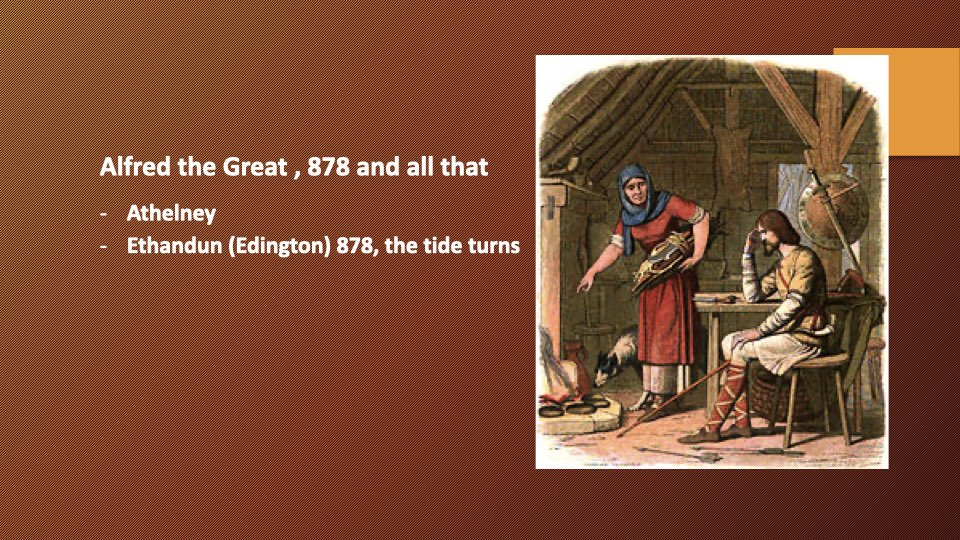 Alfred the Great , 878 and all that
- Athelney
- Ethandun (Edington) 878, the tide turns